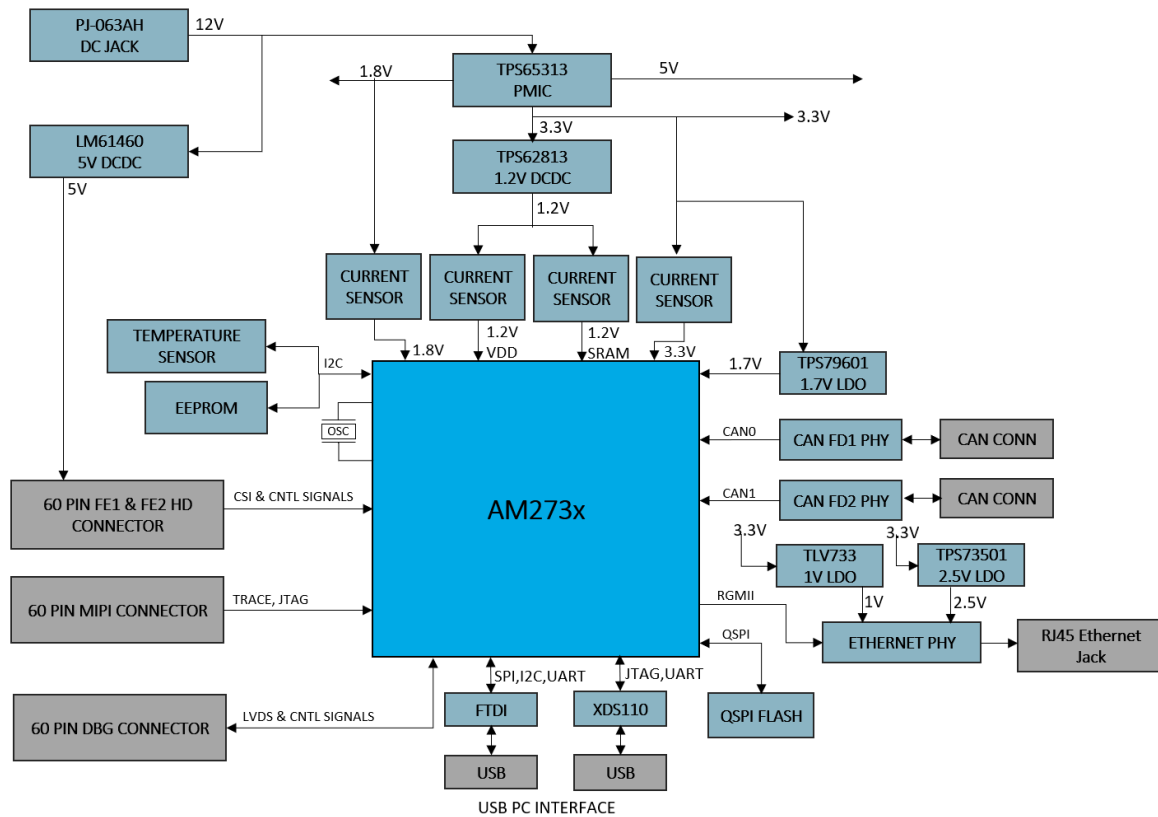 PJ-063AH
DC JACK
12V
TPS65313
PMIC
1.8V
5V
3.3V
3.3V
LM61460
5V DCDC
5V
TPS62813
1.2V DCDC
1.2V
CURRENT
SENSOR
CURRENT
SENSOR
CURRENT
SENSOR
CURRENT
SENSOR
1.8V
1.2V
VDD
1.2V
SRAM
3.3V
TEMPERATURE
SENSOR
I2C
EEPROM
OSC
1.7V
TPS79601
1.7V LDO
CAN0
CAN FD1 PHY
CAN CONN
CAN1
CAN FD2 PHY
CAN CONN
AM273x
60 PIN FE1 & FE2 HD
CONNECTOR
CSI & CNTL SIGNALS
3.3V
TLV733
1V LDO
3.3V
TPS73501
2.5V LDO
1V
2.5V
60 PIN MIPI CONNECTOR
TRACE, JTAG
RGMII
ETHERNET PHY
RJ45 Ethernet
Jack
QSPI
QSPI FLASH
60 PIN DBG CONNECTOR
LVDS & CNTL SIGNALS
SPI,I2C,UART
FTDI
USB
JTAG,UART
XDS110
USB
USB PC INTERFACE